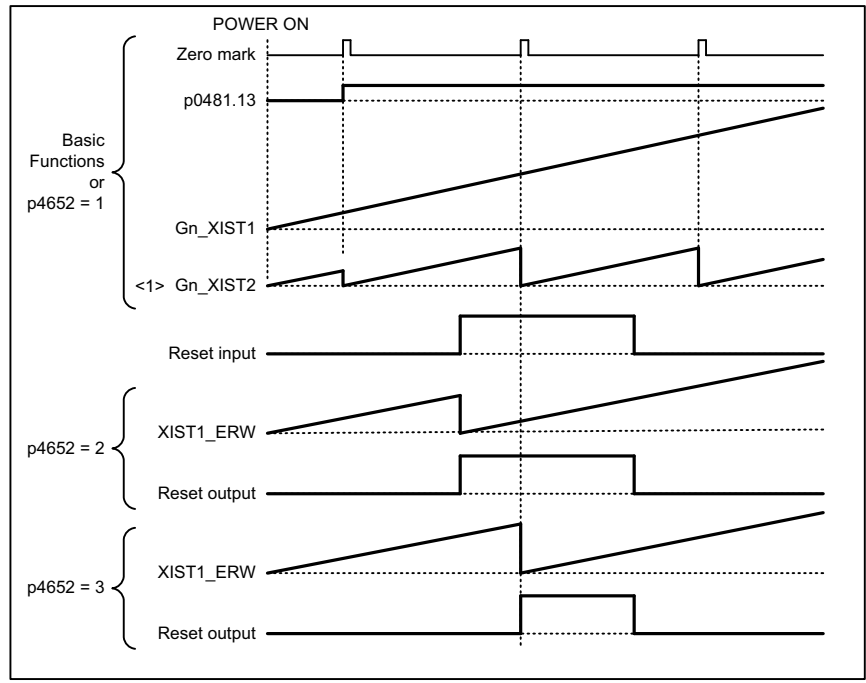 POWER ON
Zero mark
p0481.13
Basic
Functions
or
p4652 = 1
Gn_XIST1
<1> Gn_XIST2
Reset input
p4652 = 2
XIST1_ERW
Reset output
p4652 = 3
XIST1_ERW
Reset output